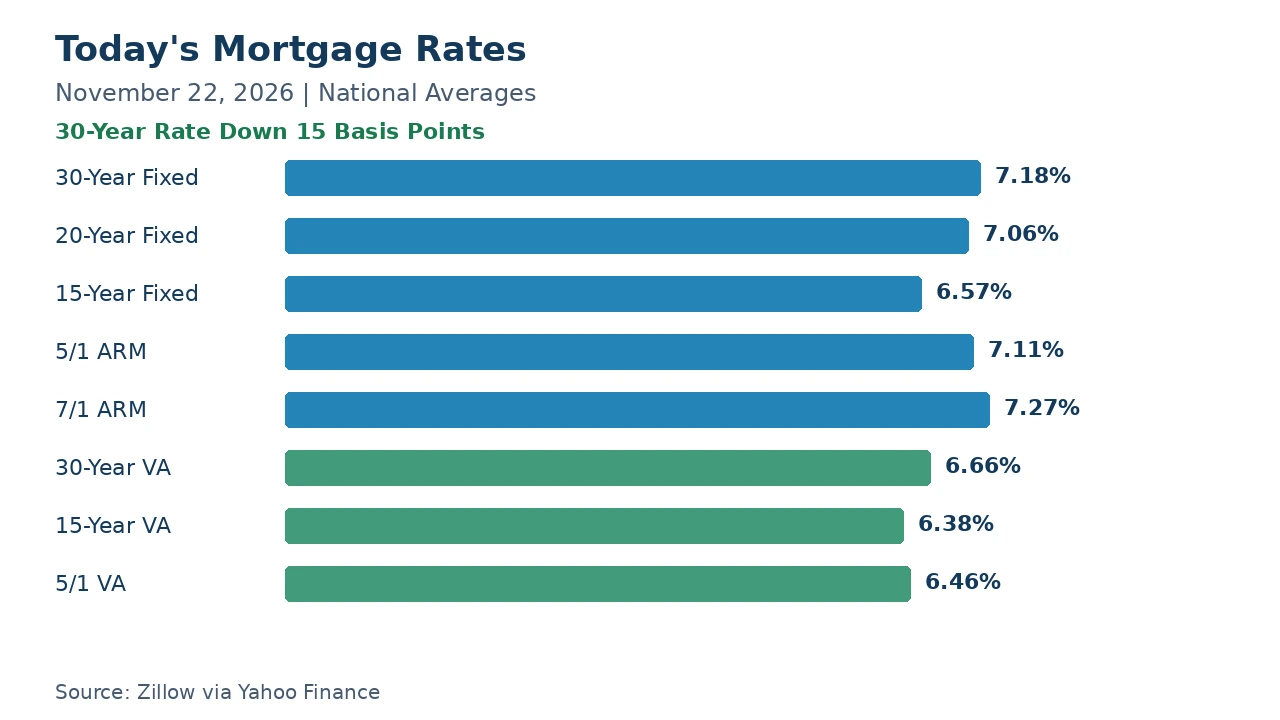 Today's Mortgage Rates
November 22, 2026 | National Averages
30-Year Rate Down 15 Basis Points
30-Year Fixed 7.18%
20-Year Fixed 7.06%
15-Year Fixed 6.57%
5/1 ARM 7.11%
7/1 ARM 7.27%
30-Year VA 6.66%
15-Year VA 6.38%
5/1 VA 6.46%
Source: Zillow via Yahoo Finance